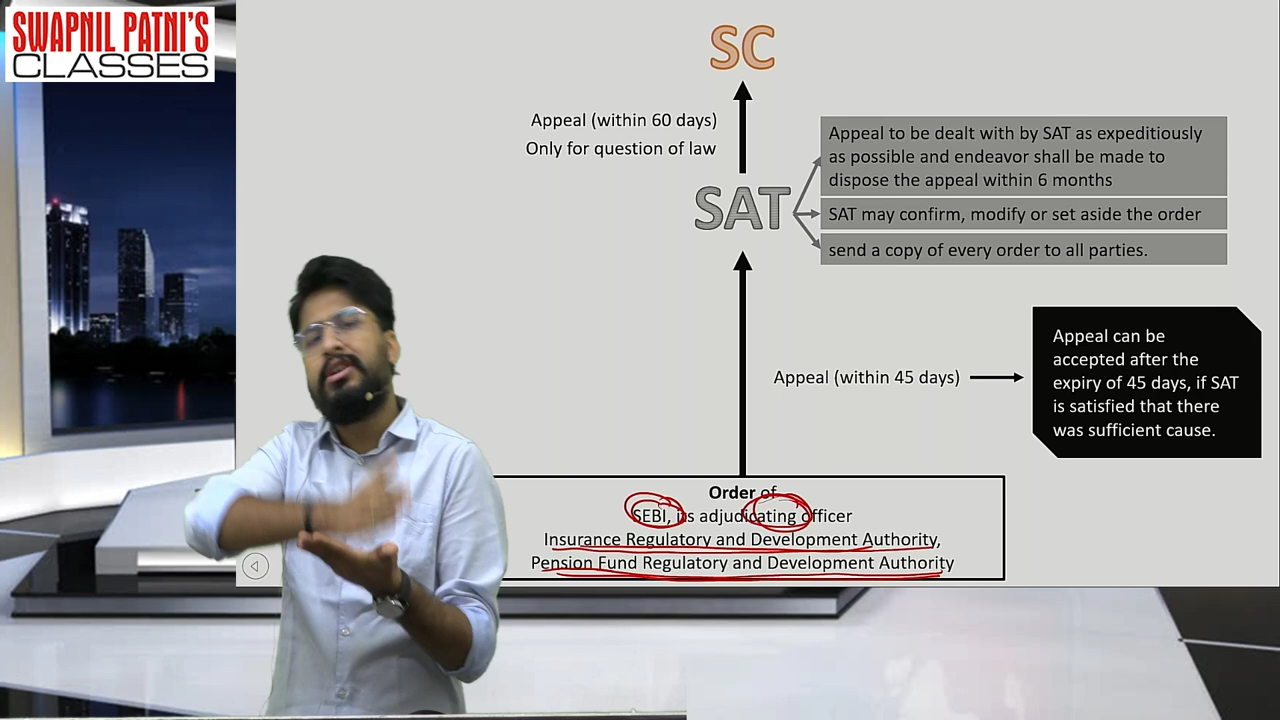 SWAPNIL PATNI'S
CLASSES
SC
Appeal (within 60 days)
Only for question of law
SAT
Appeal to be dealt with by SAT as expeditiously
as possible and endeavor shall be made to
dispose the appeal within 6 months
SAT may confirm, modify or set aside the order
send a copy of every order to all parties.
Appeal (within 45 days)
Appeal can be
accepted after the
expiry of 45 days, if SAT
is satisfied that there
was sufficient cause.
Order of
SEBI, its adjudicating officer
Insurance Regulatory and Development Authority,
Pension Fund Regulatory and Development Authority